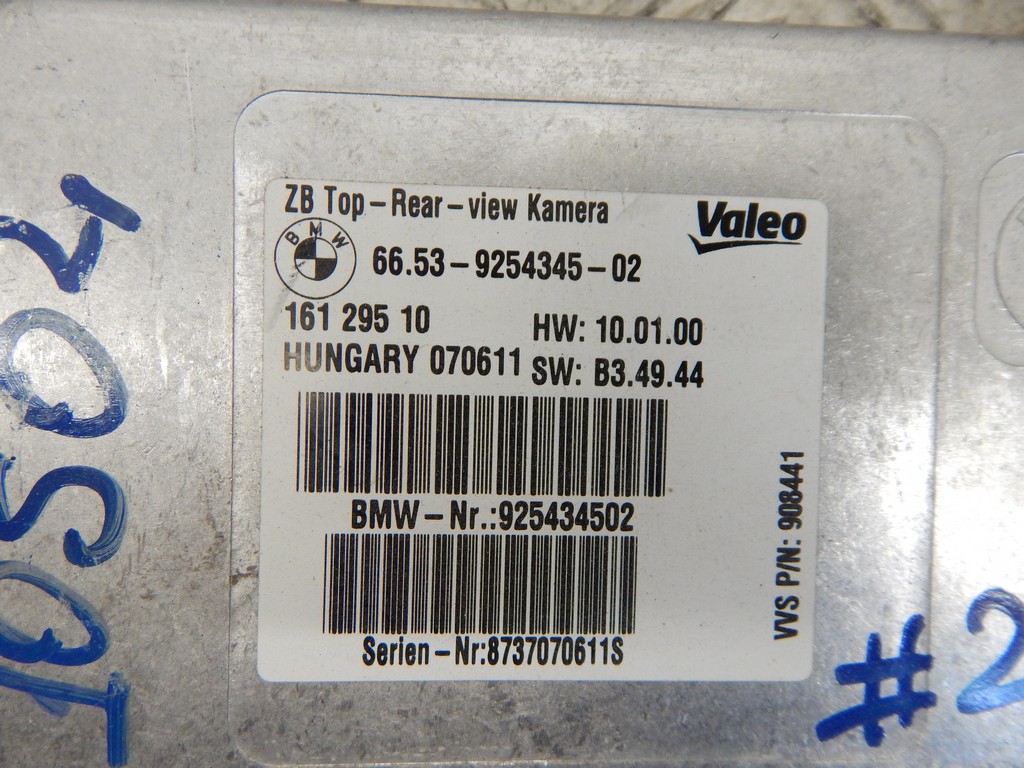 ZB Top-Rear-view Kamera
Valeo
BMW
66.53-9254345-02
161 295 10
HW: 10.01.00
HUNGARY 070611
SW: B3.49.44
BMW-Nr.:925434502
Serien-Nr:8737070611S
VVS P/N: 908441
#2